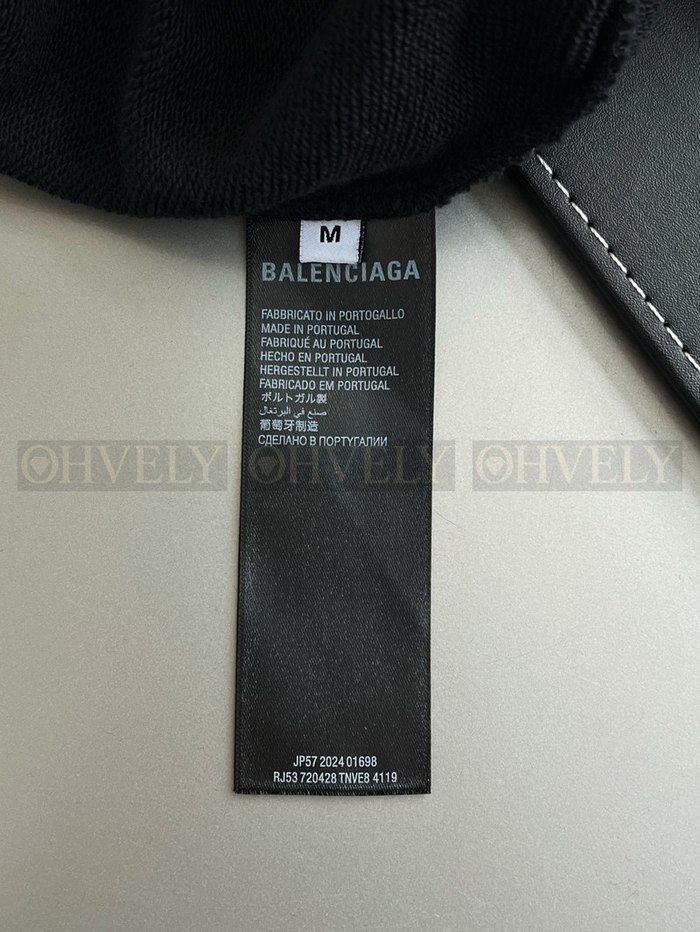 M
BALENCIAGA
FABBRICATO IN PORTOGALLO
MADE IN PORTUGAL
FABRIQUÉ AU PORTUGAL
HECHO EN PORTUGAL
HERGESTELLT IN PORTUGAL
FABRICADO EM PORTUGAL
ポルトガル製
صنع في البرتغال
葡萄牙制造
СДЕЛАНО В ПОРТУГАЛИИ
OHVELY OHVELY OHVELY
JP57 2024 01698
RJ53 720428 TNVE8 4119